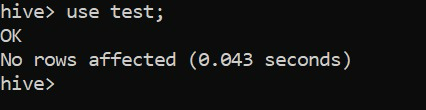 hive> use test;
OK
No rows affected (0.043 seconds)
hive>